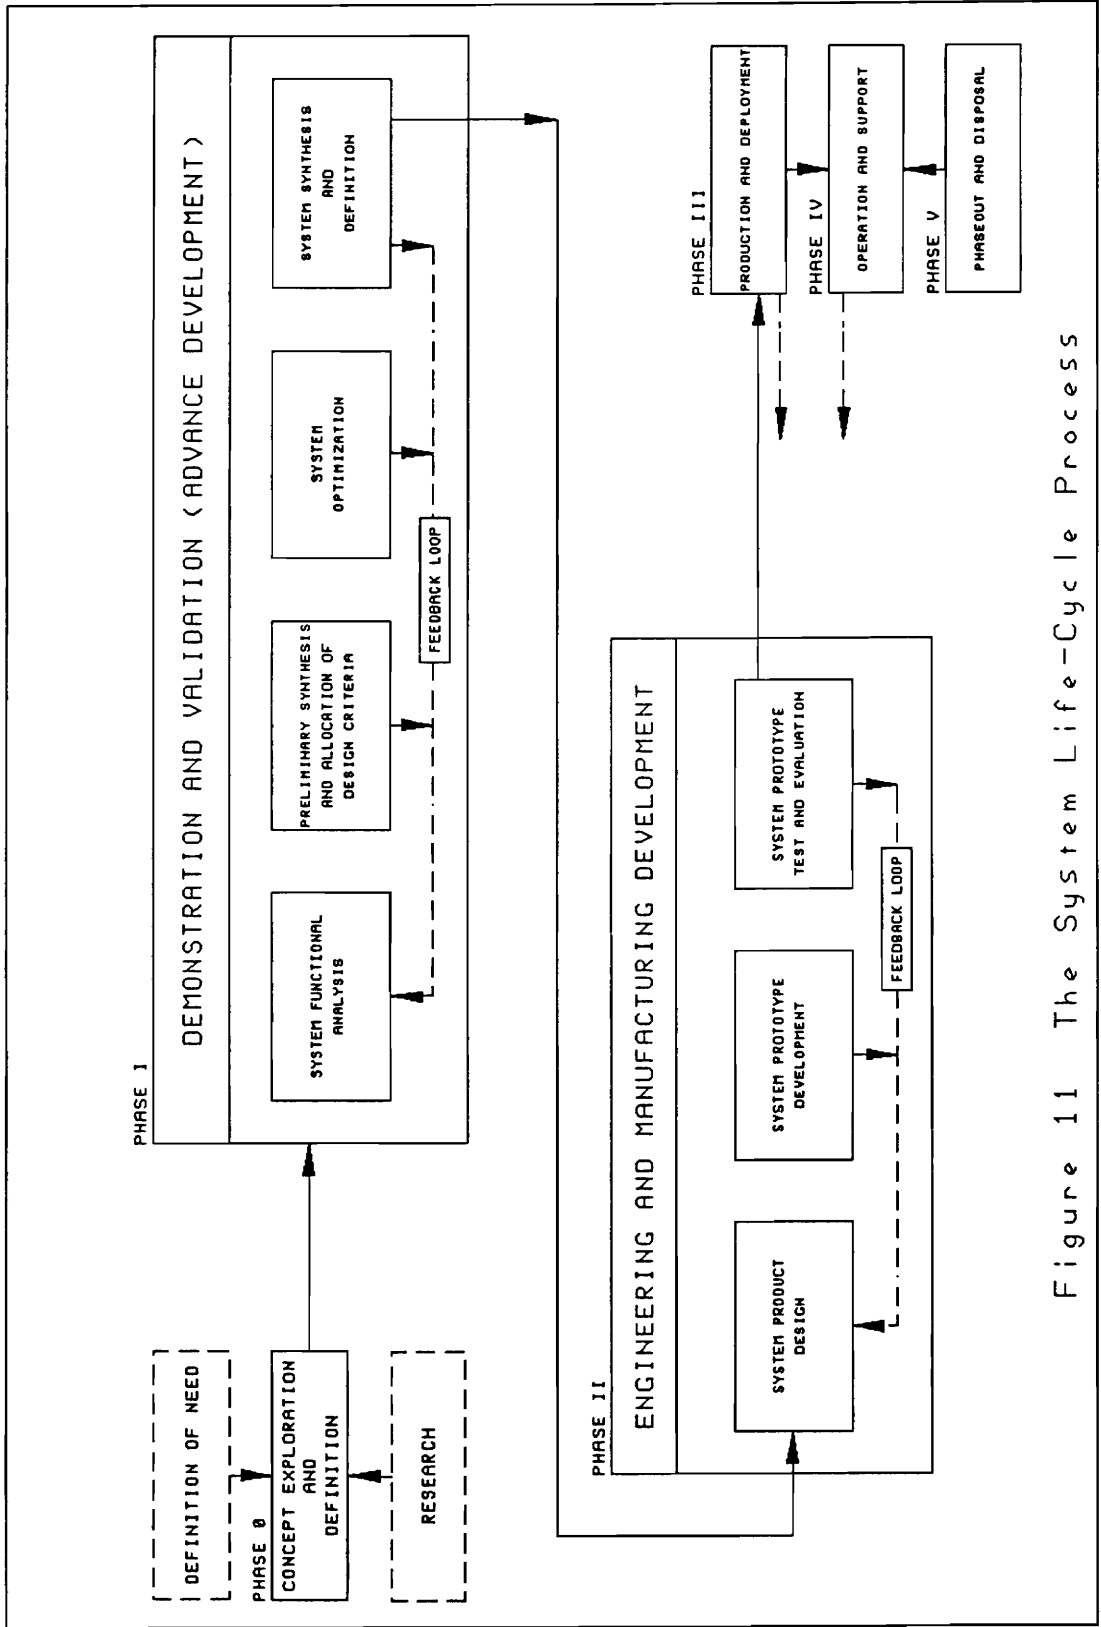 DEFINITION OF NEED
PHASE 0
CONCEPT EXPLORATION
AND
DEFINITION
RESEARCH
PHASE I
DEMONSTRATION AND VALIDATION (ADVANCE DEVELOPMENT)
SYSTEM FUNCTIONAL
ANALYSIS
PRELIMINARY SYNTHESIS
AND ALLOCATION OF
DESIGN CRITERIA
SYSTEM
OPTIMIZATION
SYSTEM SYNTHESIS
AND
DEFINITION
FEEDBACK LOOP
PHASE II
ENGINEERING AND MANUFACTURING DEVELOPMENT
SYSTEM PRODUCT
DESIGN
SYSTEM PROTOTYPE
DEVELOPMENT
SYSTEM PROTOTYPE
TEST AND EVALUATION
FEEDBACK LOOP
PHASE III
PRODUCTION AND DEPLOYMENT
PHASE IV
OPERATION AND SUPPORT
PHASE V
PHASEOUT AND DISPOSAL
Figure 11 The System Life-Cycle Process